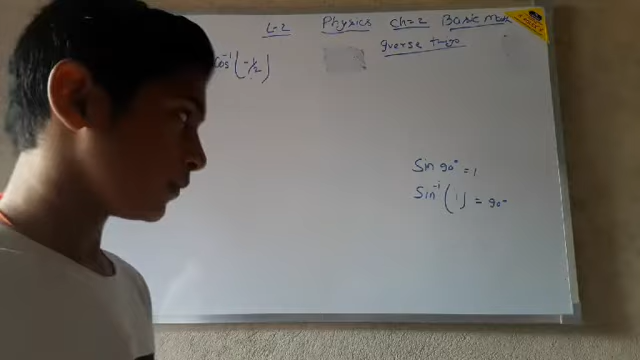 L-2 Physics Ch-2 Basic Math
Inverse trigo
cos⁻¹(-1/2)
Sin 90° = 1
Sin⁻¹(1) = 90°